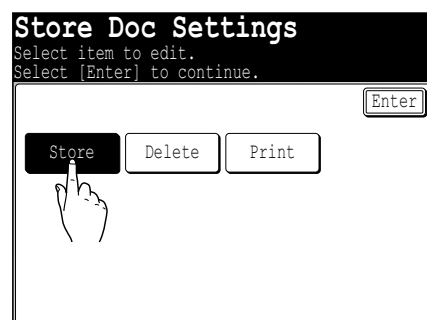 Store Doc Settings
Select item to edit.
Select [Enter] to continue.
Enter
Store Delete Print